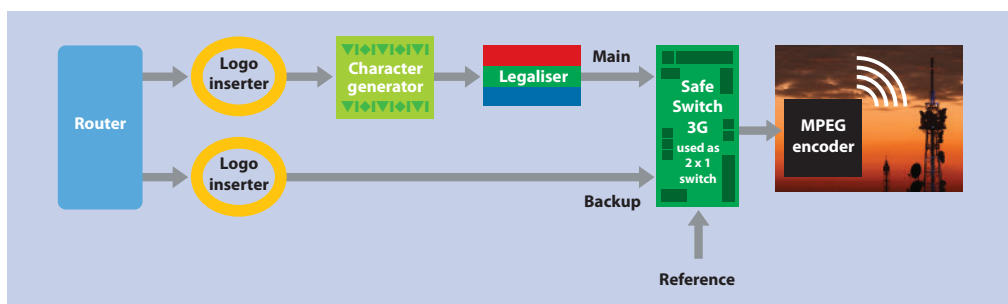 Router
Logo
inserter
Character
generator
Legaliser
Main
Safe
Switch
3G
used as
2 x 1
switch
MPEG
encoder
Logo
inserter
Backup
Reference